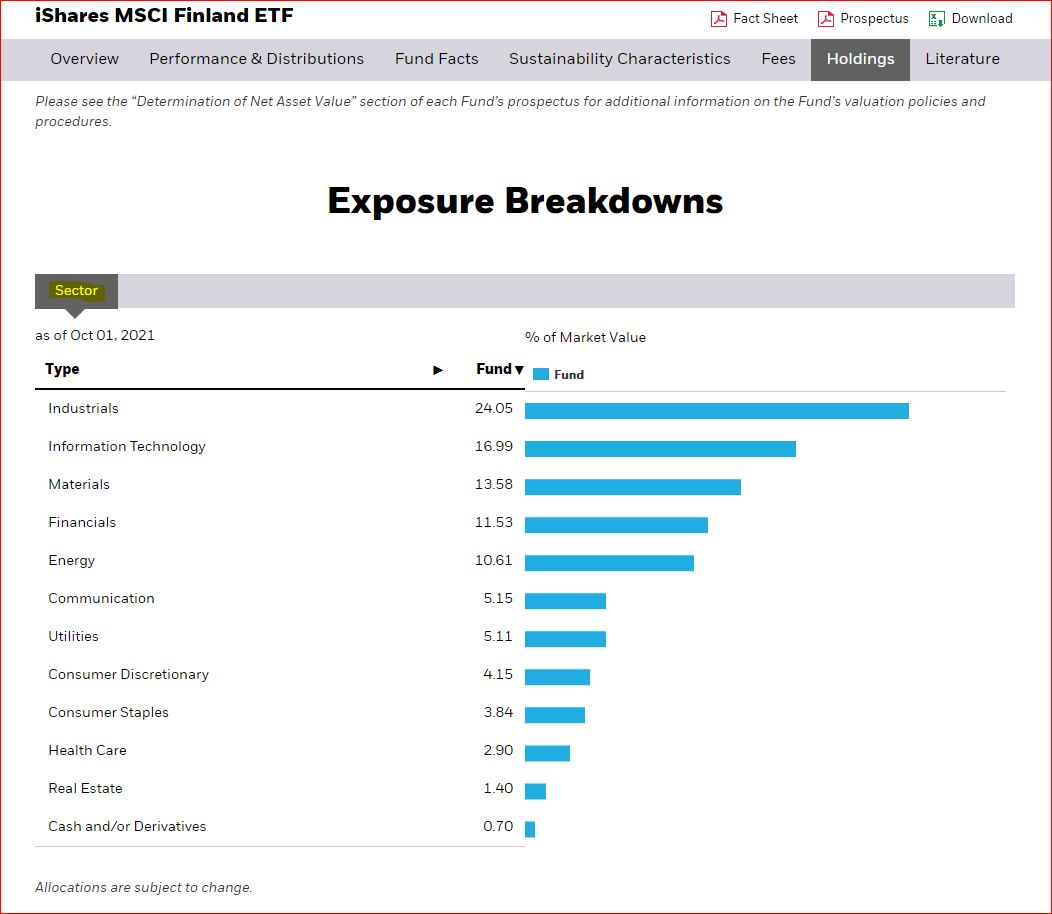 iShares MSCI Finland ETF
Fact Sheet Prospectus Download
Overview Performance & Distributions Fund Facts Sustainability Characteristics Fees Holdings Literature
Please see the “Determination of Net Asset Value” section of each Fund’s prospectus for additional information on the Fund’s valuation policies and
procedures.
Exposure Breakdowns
Sector
as of Oct 01, 2021
% of Market Value
Type ► Fund ▼
Fund
Industrials 24.05
Information Technology 16.99
Materials 13.58
Financials 11.53
Energy 10.61
Communication 5.15
Utilities 5.11
Consumer Discretionary 4.15
Consumer Staples 3.84
Health Care 2.90
Real Estate 1.40
Cash and/or Derivatives 0.70
Allocations are subject to change.